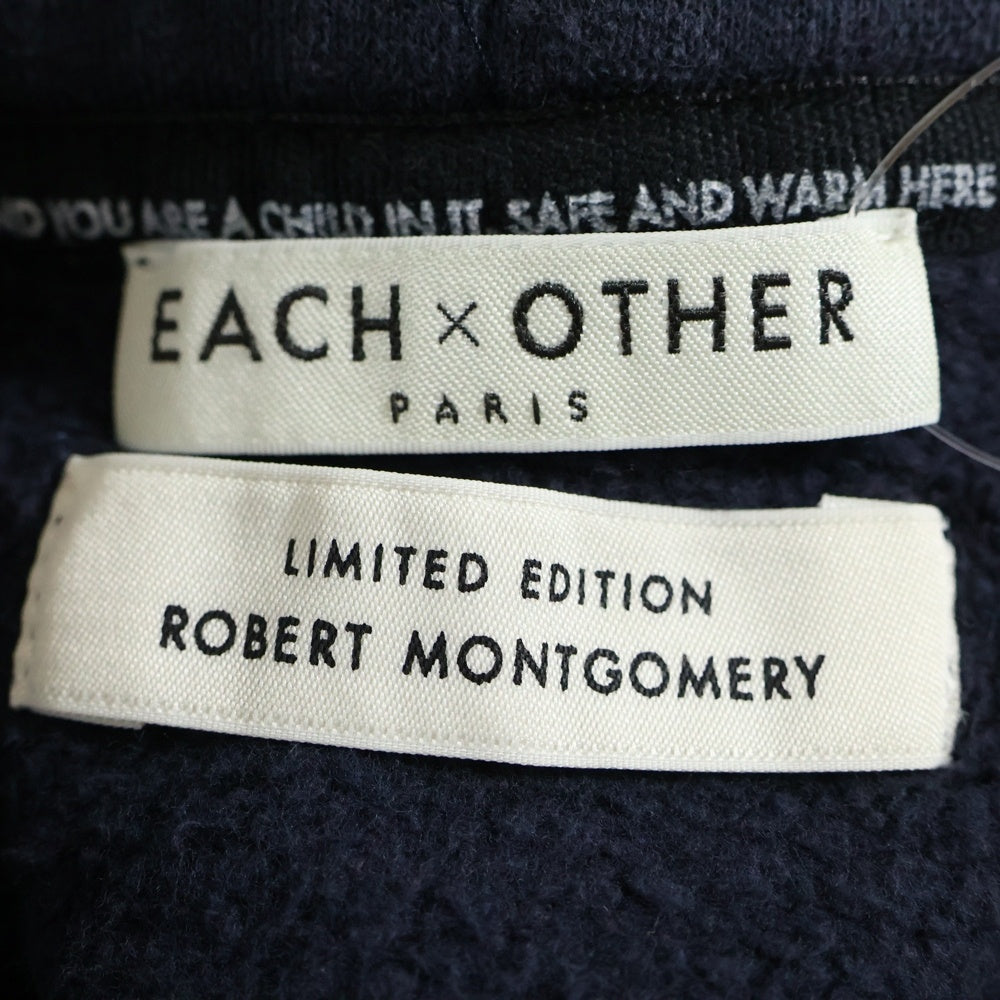 YOU ARE A CHILD IN IT, SAFE AND WARM HERE
EACH × OTHER
PARIS
LIMITED EDITION
ROBERT MONTGOMERY